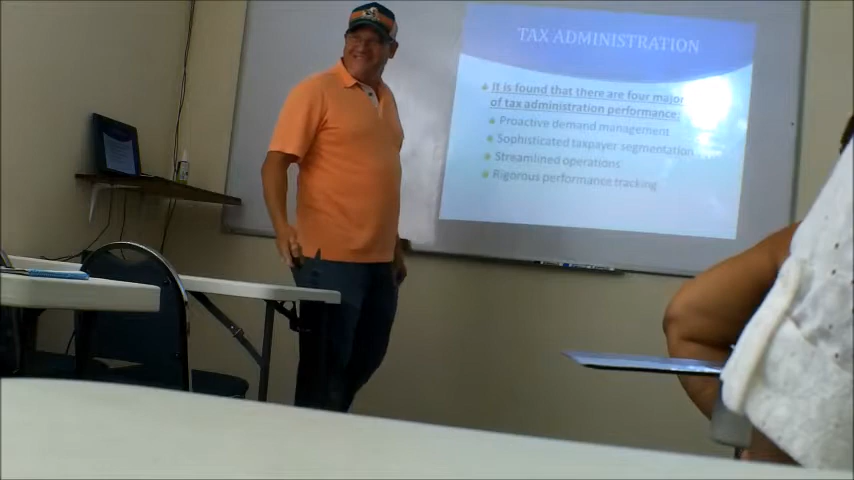 TAX ADMINISTRATION
It is found that there are four major
of tax administration performance:
Proactive demand management
Sophisticated taxpayer segmentation
Streamlined operations
Rigorous performance tracking